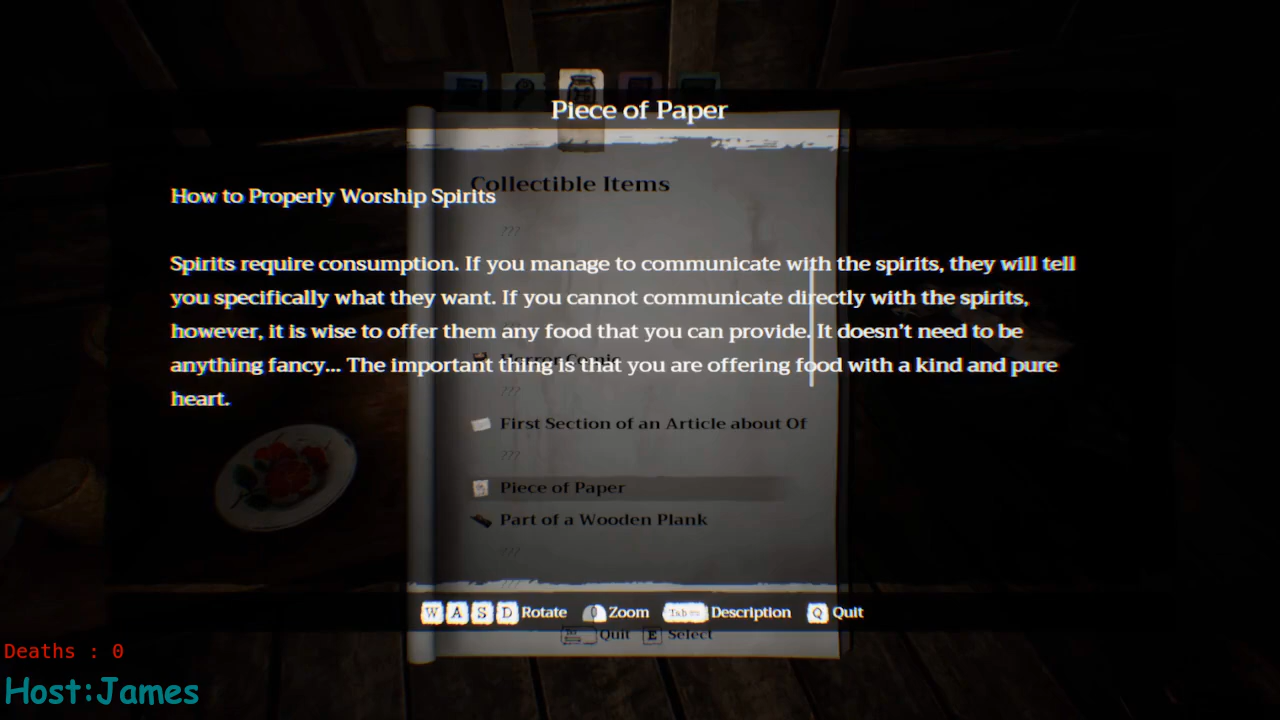 Piece of Paper
Collectible Items
How to Properly Worship Spirits
???
Spirits require consumption. If you manage to communicate with the spirits, they will tell
you specifically what they want. If you cannot communicate directly with the spirits,
however, it is wise to offer them any food that you can provide. It doesn't need to be
anything fancy... The important thing is that you are offering food with a kind and pure
heart.
Horror Comic
???
First Section of an Article about Of
???
Piece of Paper
Part of a Wooden Plank
???
???
W A S D Rotate Zoom Tab Description Q Quit
Quit E Select
Deaths : 0
Host:James